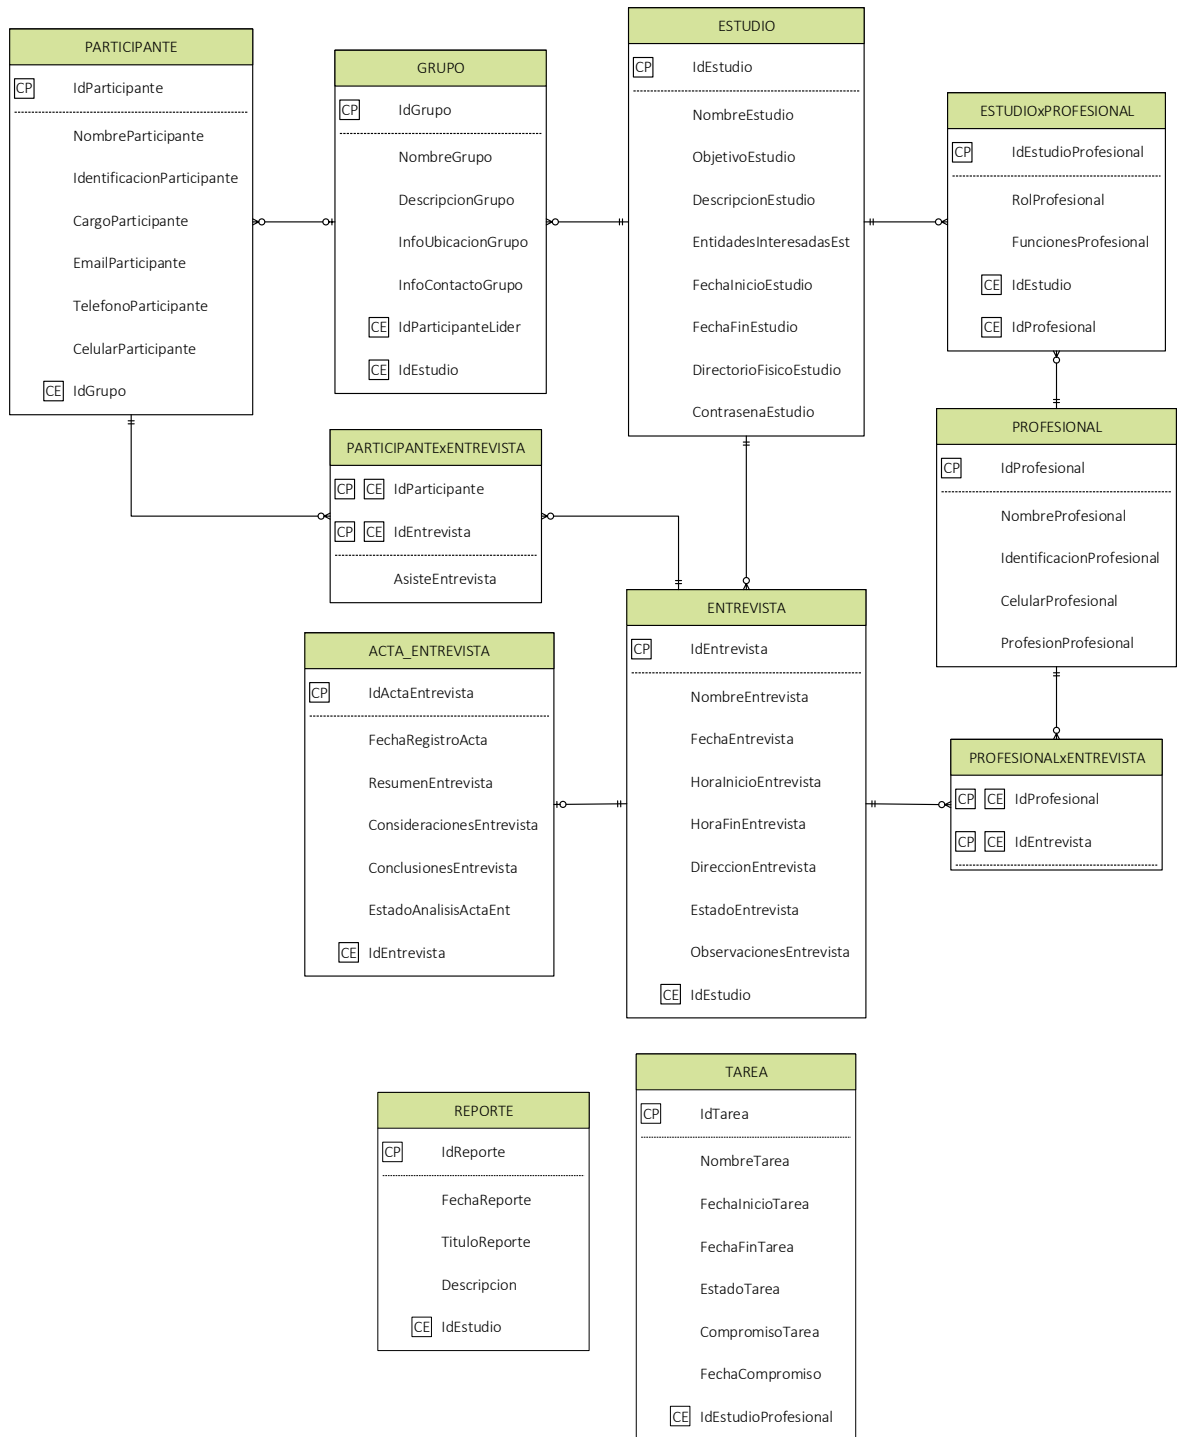 PARTICIPANTE
CP IdParticipante
NombreParticipante
IdentificacionParticipante
CargoParticipante
EmailParticipante
TelefonoParticipante
CelularParticipante
CE IdGrupo
GRUPO
CP IdGrupo
NombreGrupo
DescripcionGrupo
InfoUbicacionGrupo
InfoContactoGrupo
CE IdParticipanteLider
CE IdEstudio
ESTUDIO
CP IdEstudio
NombreEstudio
ObjetivoEstudio
DescripcionEstudio
EntidadesInteresadasEst
FechaInicioEstudio
FechaFinEstudio
DirectorioFisicoEstudio
ContrasenaEstudio
ESTUDIOxPROFESIONAL
CP IdEstudioProfesional
RolProfesional
FuncionesProfesional
CE IdEstudio
CE IdProfesional
PARTICIPANTExENTREVISTA
CP CE IdParticipante
CP CE IdEntrevista
AsisteEntrevista
PROFESIONAL
CP IdProfesional
NombreProfesional
IdentificacionProfesional
CelularProfesional
ProfesionProfesional
ACTA_ENTREVISTA
CP IdActaEntrevista
FechaRegistroActa
ResumenEntrevista
ConsideracionesEntrevista
ConclusionesEntrevista
EstadoAnalisisActaEnt
CE IdEntrevista
ENTREVISTA
CP IdEntrevista
NombreEntrevista
FechaEntrevista
HoraInicioEntrevista
HoraFinEntrevista
DireccionEntrevista
EstadoEntrevista
ObservacionesEntrevista
CE IdEstudio
PROFESIONALxENTREVISTA
CP CE IdProfesional
CP CE IdEntrevista
REPORTE
CP IdReporte
FechaReporte
TituloReporte
Descripcion
CE IdEstudio
TAREA
CP IdTarea
NombreTarea
FechaInicioTarea
FechaFinTarea
EstadoTarea
CompromisoTarea
FechaCompromiso
CE IdEstudioProfesional